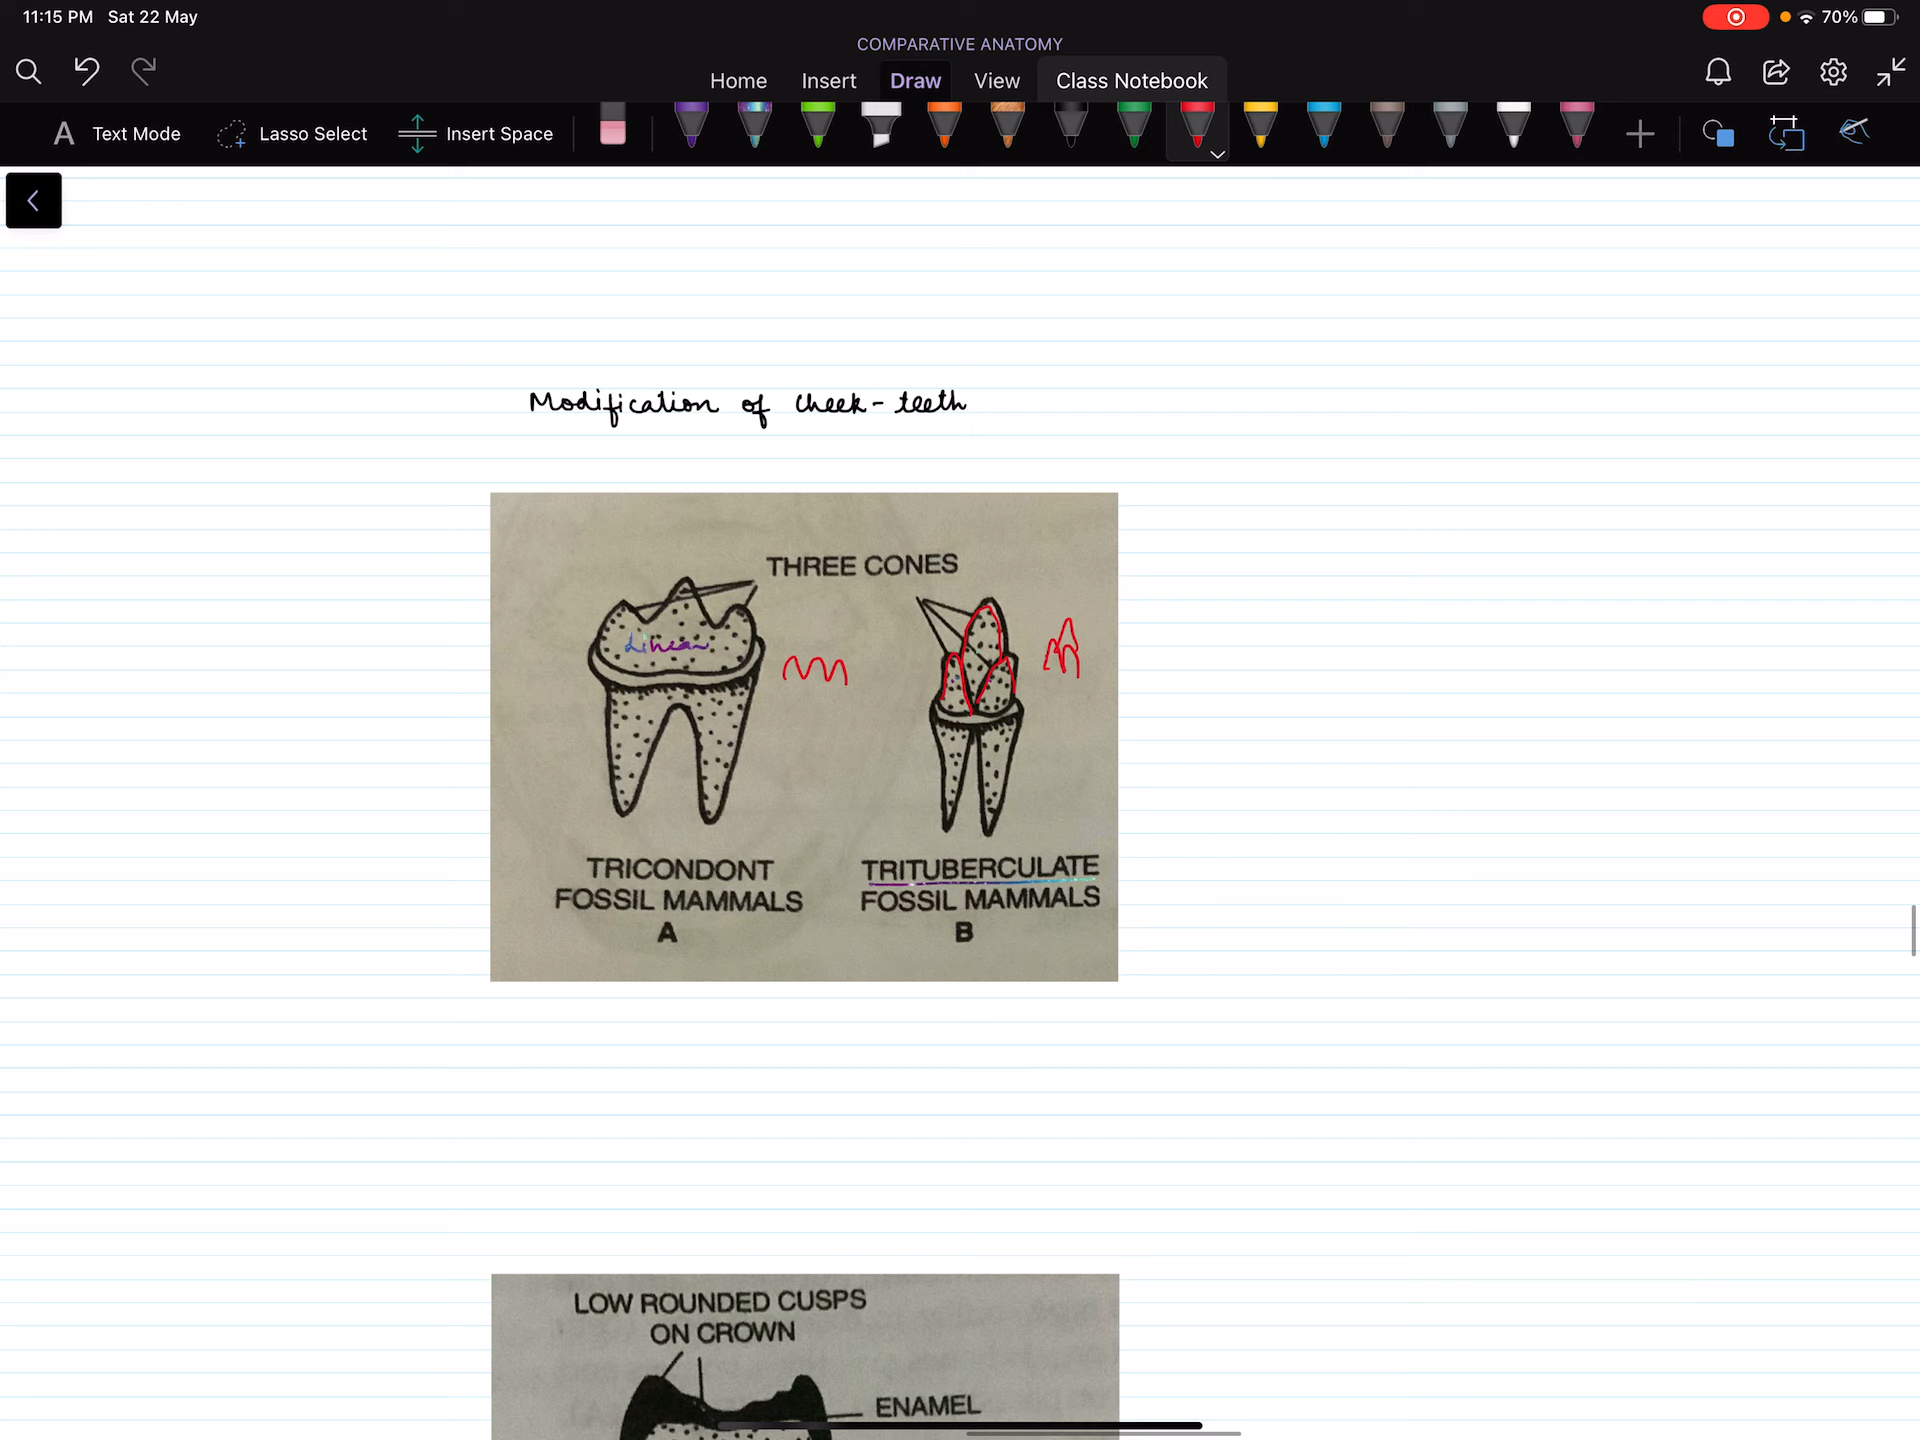 11:15 PM Sat 22 May
70%
COMPARATIVE ANATOMY
Home Insert Draw View Class Notebook
A Text Mode Lasso Select Insert Space
Modification of cheek-teeth
THREE CONES
Linear
TRICONDONT
FOSSIL MAMMALS
A
TRITUBERCULATE
FOSSIL MAMMALS
B
LOW ROUNDED CUSPS
ON CROWN
ENAMEL